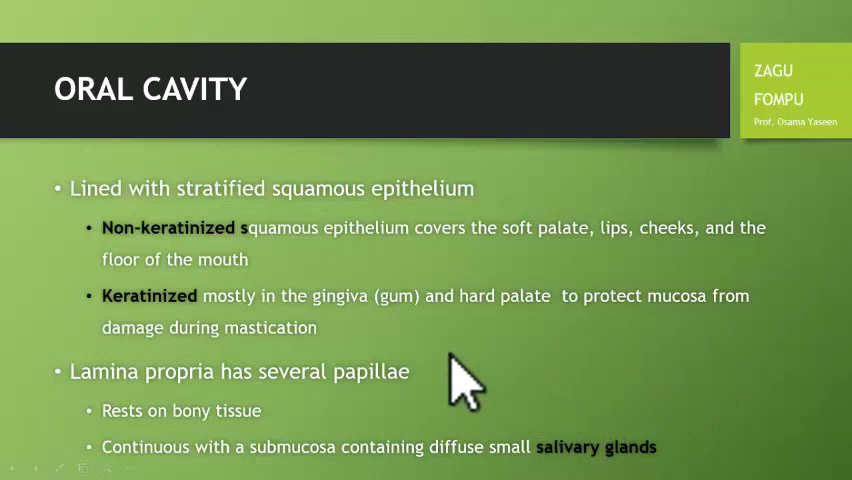 ORAL CAVITY
ZAGU
FOMPU
Prof. Osama Yaseen
• Lined with stratified squamous epithelium
• Non-keratinized squamous epithelium covers the soft palate, lips, cheeks, and the
floor of the mouth
• Keratinized mostly in the gingiva (gum) and hard palate to protect mucosa from
damage during mastication
• Lamina propria has several papillae
• Rests on bony tissue
• Continuous with a submucosa containing diffuse small salivary glands